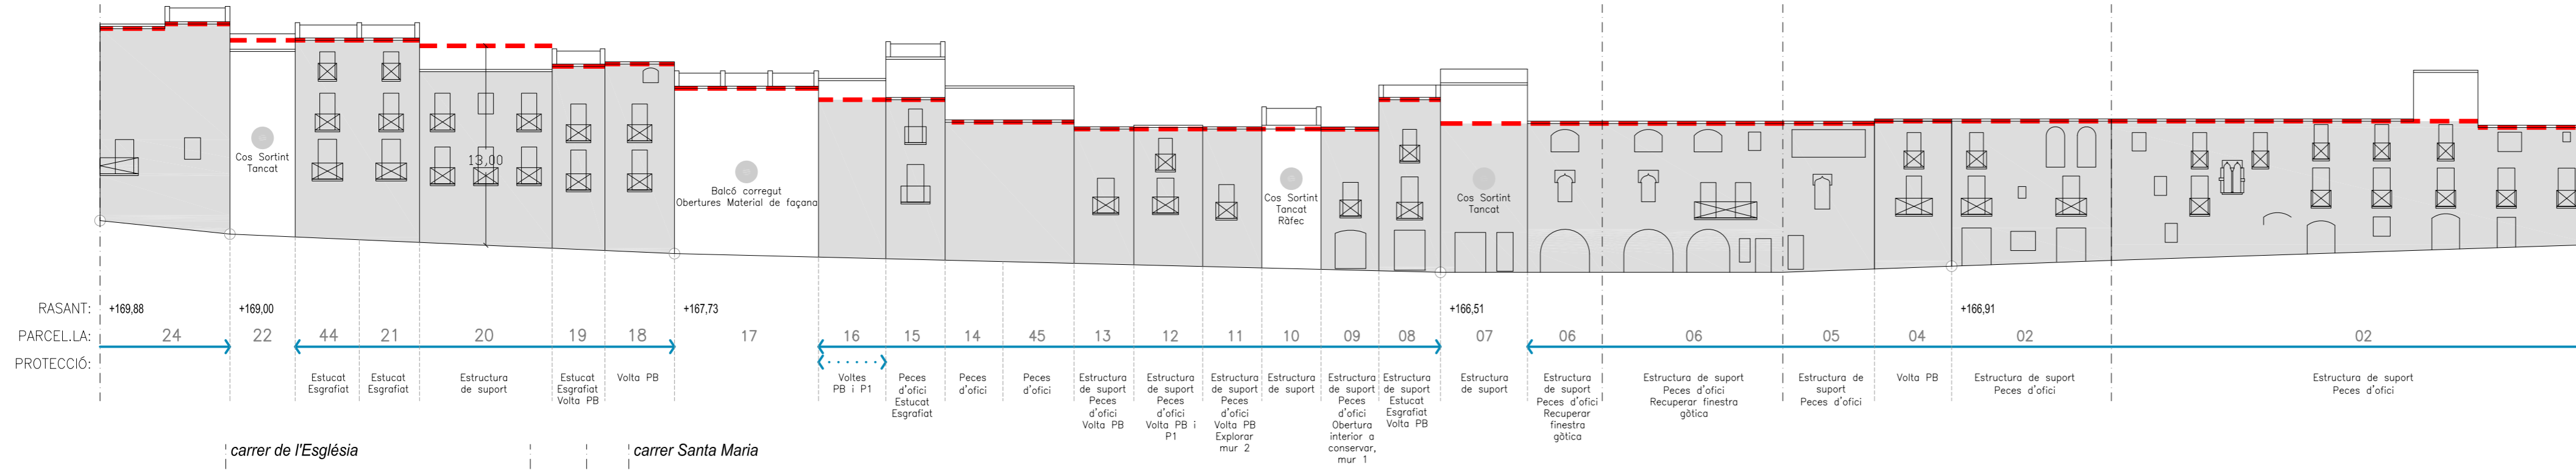 13,00
Cos Sortint
Tancat
Balcó corregut
Obertures Material de façana
Cos Sortint
Tancat
Ràfec
Cos Sortint
Tancat
RASANT: +169,88 +169,00 +167,73 +166,51 +166,91
PARCEL.LA: 24 22 44 21 20 19 18 17 16 15 14 45 13 12 11 10 09 08 07 06 06 05 04 02 02
PROTECCIÓ:
Estucat
Esgrafiat
Estucat
Esgrafiat
Estructura
de suport
Estucat
Esgrafiat
Volta PB
Volta PB
Voltes
PB i P1
Peces
d'ofici
Estucat
Esgrafiat
Peces
d'ofici
Peces
d'ofici
Estructura
de suport
Peces
d'ofici
Volta PB
Estructura
de suport
Peces
d'ofici
Volta PB i
P1
Estructura
de suport
Peces
d'ofici
Volta PB
Explorar
mur 2
Estructura
de suport
Estructura
de suport
Peces
d'ofici
Obertura
interior a
conservar,
mur 1
Estructura
de suport
Estucat
Esgrafiat
Volta PB
Estructura
de suport
Estructura
de suport
Peces d'ofici
Recuperar
finestra
gòtica
Estructura de suport
Peces d'ofici
Recuperar finestra
gòtica
Estructura de
suport
Peces d'ofici
Volta PB
Estructura de suport
Peces d'ofici
Estructura de suport
Peces d'ofici
carrer de l'Església
carrer Santa Maria